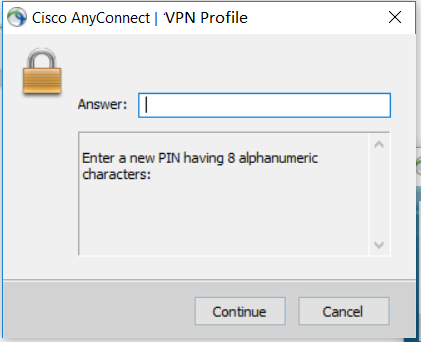 Cisco AnyConnect | VPN Profile
Answer:
Enter a new PIN having 8 alphanumeric
characters:
Continue Cancel